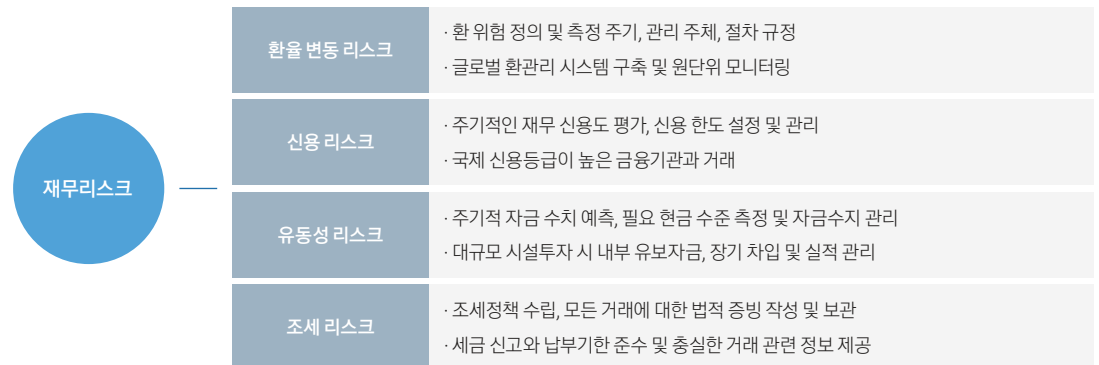 재무리스크
환율 변동 리스크
· 환 위험 정의 및 측정 주기, 관리 주체, 절차 규정
· 글로벌 환관리 시스템 구축 및 원단위 모니터링
신용 리스크
· 주기적인 재무 신용도 평가, 신용 한도 설정 및 관리
· 국제 신용등급이 높은 금융기관과 거래
유동성 리스크
· 주기적 자금 수치 예측, 필요 현금 수준 측정 및 자금수지 관리
· 대규모 시설투자 시 내부 유보자금, 장기 차입 및 실적 관리
조세 리스크
· 조세정책 수립, 모든 거래에 대한 법적 증빙 작성 및 보관
· 세금 신고와 납부기한 준수 및 충실한 거래 관련 정보 제공